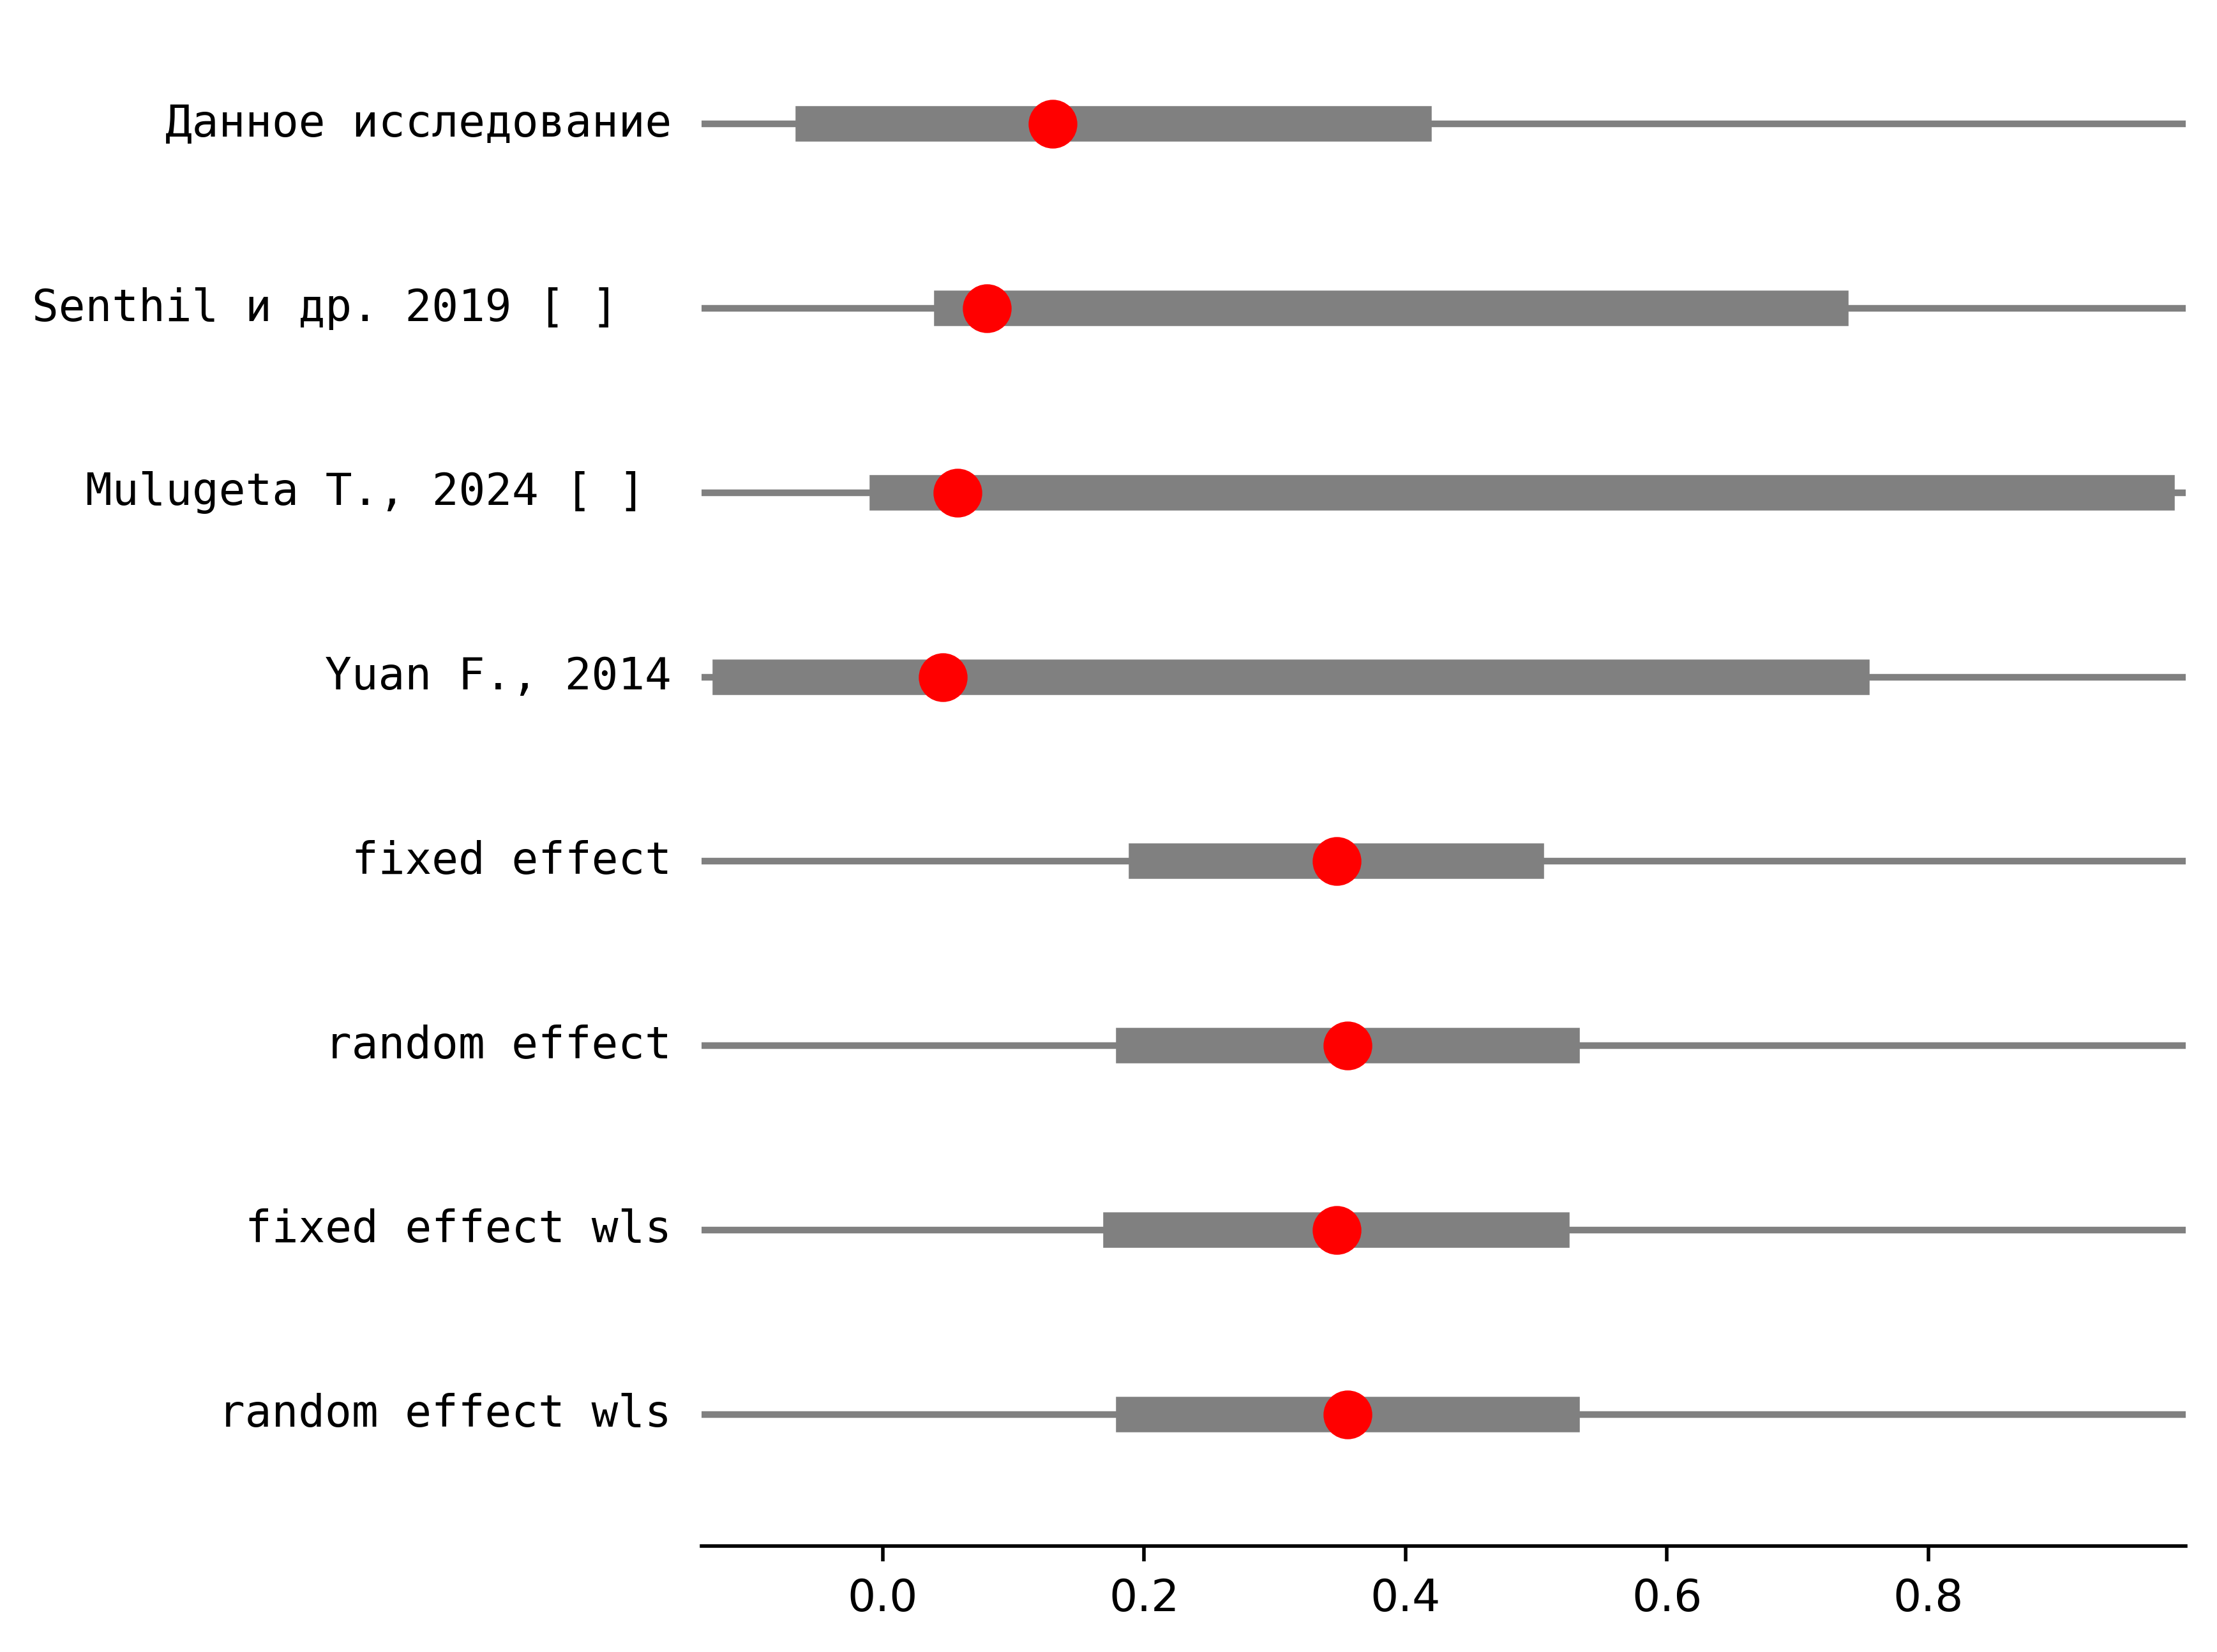 Данное исследование
Senthil и др. 2019 [ ]
Mulugeta T., 2024 [ ]
Yuan F., 2014
fixed effect
random effect
fixed effect wls
random effect wls
0.0 0.2 0.4 0.6 0.8